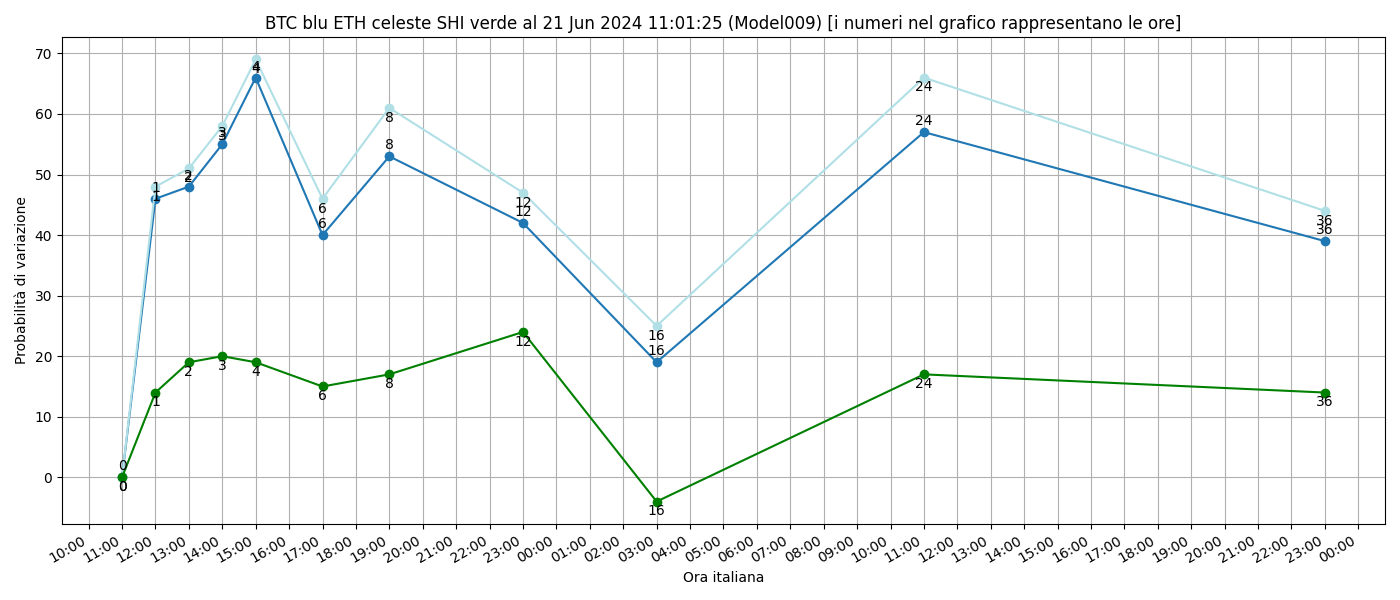 BTC blu ETH celeste SHI verde al 21 Jun 2024 11:01:25 (Model009) [i numeri nel grafico rappresentano le ore]
Probabilità di variazione
70
60
50
40
30
20
10
0
0 1 2 3 4 6 8 12 16 24 36
0 1 2 3 4 6 8 12 16 24 36
0 1 2 3 4 6 8 12 16 24 36
10:00 11:00 12:00 13:00 14:00 15:00 16:00 17:00 18:00 19:00 20:00 21:00 22:00 23:00 00:00 01:00 02:00 03:00 04:00 05:00 06:00 07:00 08:00 09:00 10:00 11:00 12:00 13:00 14:00 15:00 16:00 17:00 18:00 19:00 20:00 21:00 22:00 23:00 00:00
Ora italiana